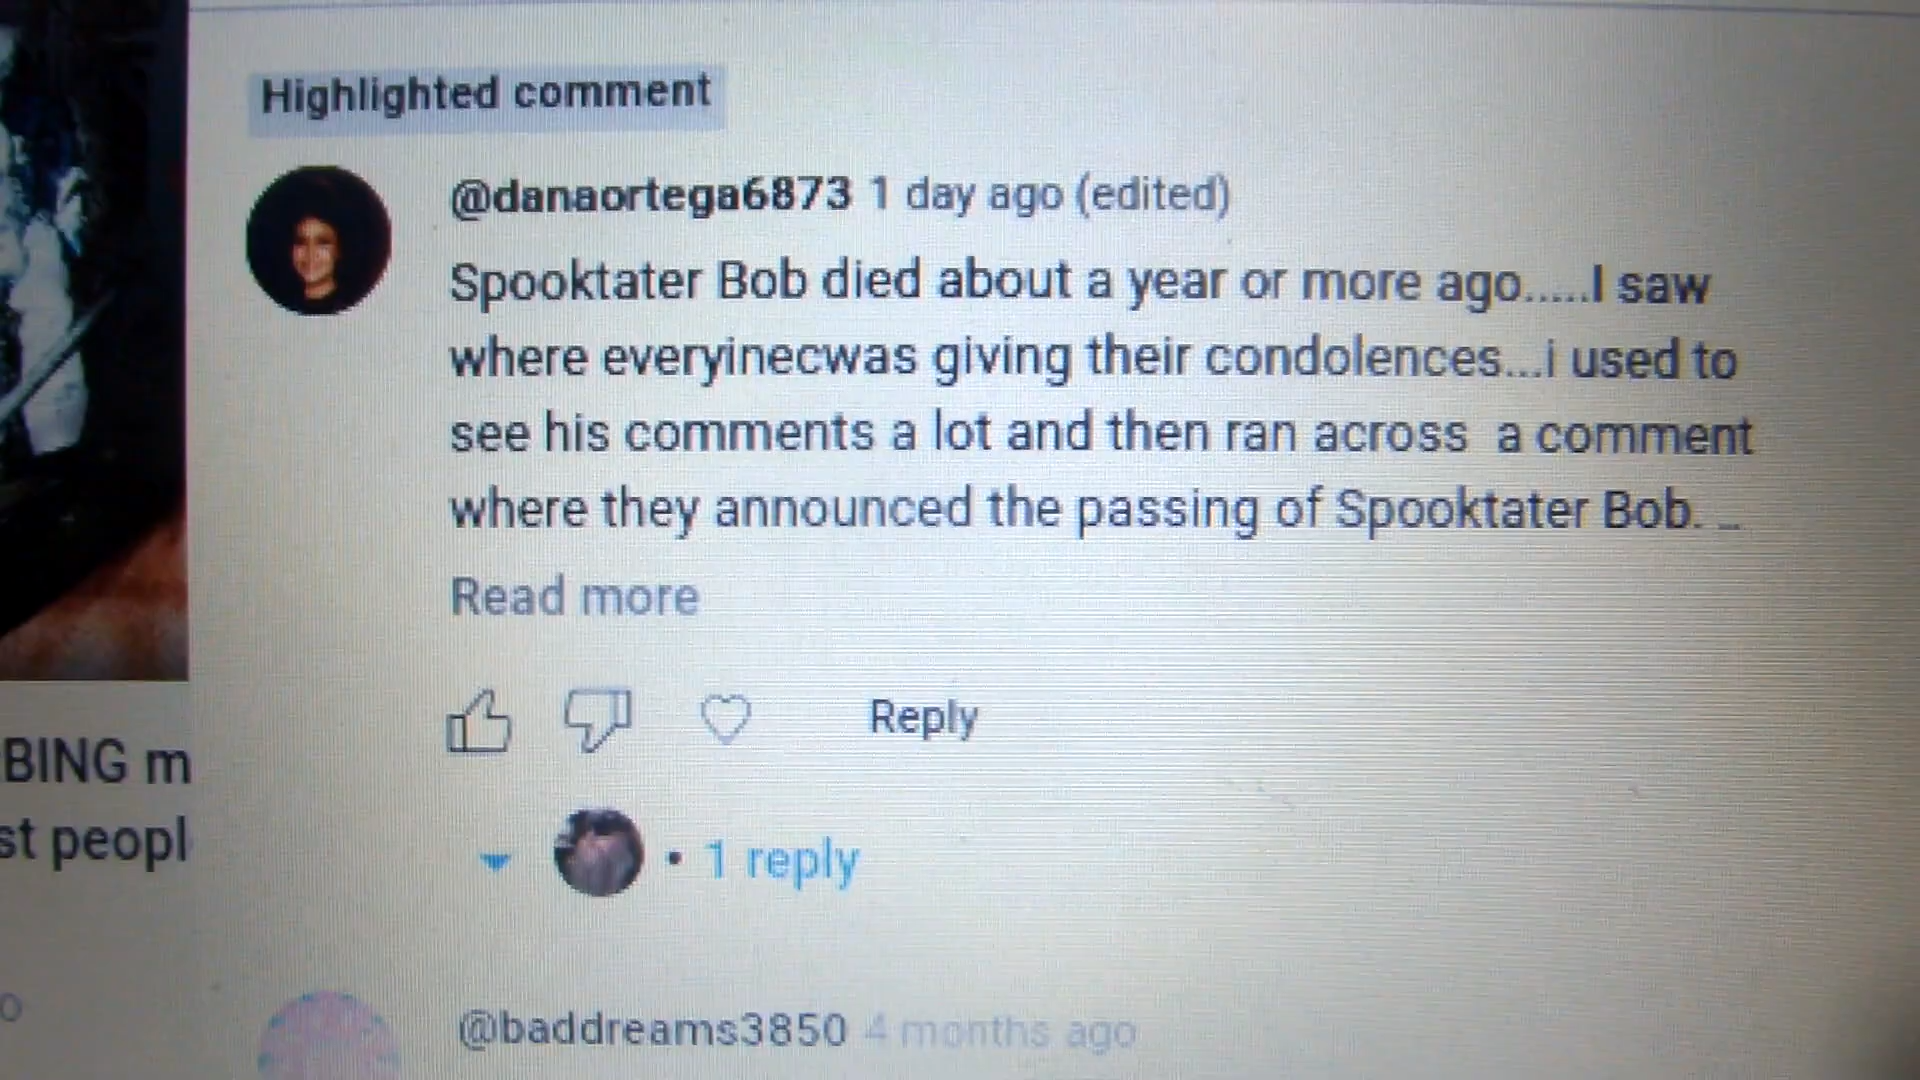 Highlighted comment
@danaortega6873 1 day ago (edited)
Spooktater Bob died about a year or more ago.....I saw
where everyinecwas giving their condolences...i used to
see his comments a lot and then ran across  a comment
where they announced the passing of Spooktater Bob. ...
Read more
Reply
BING m
st peopl
• 1 reply
o
@baddreams3850 4 months ago